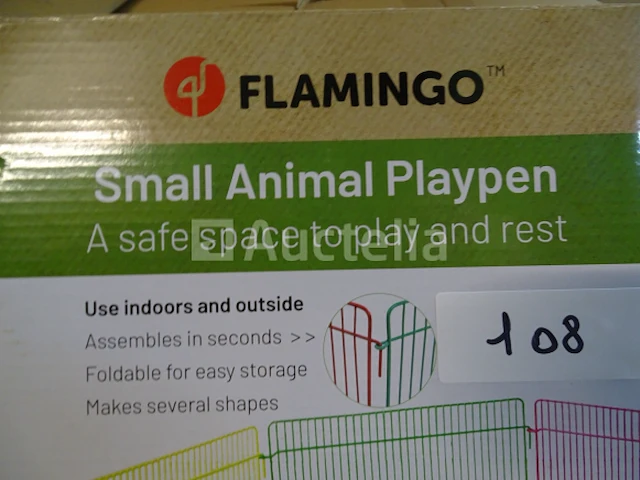 FLAMINGO™
Small Animal Playpen
A safe space to play and rest
Auctelia
Use indoors and outside
Assembles in seconds >>
Foldable for easy storage
Makes several shapes
108